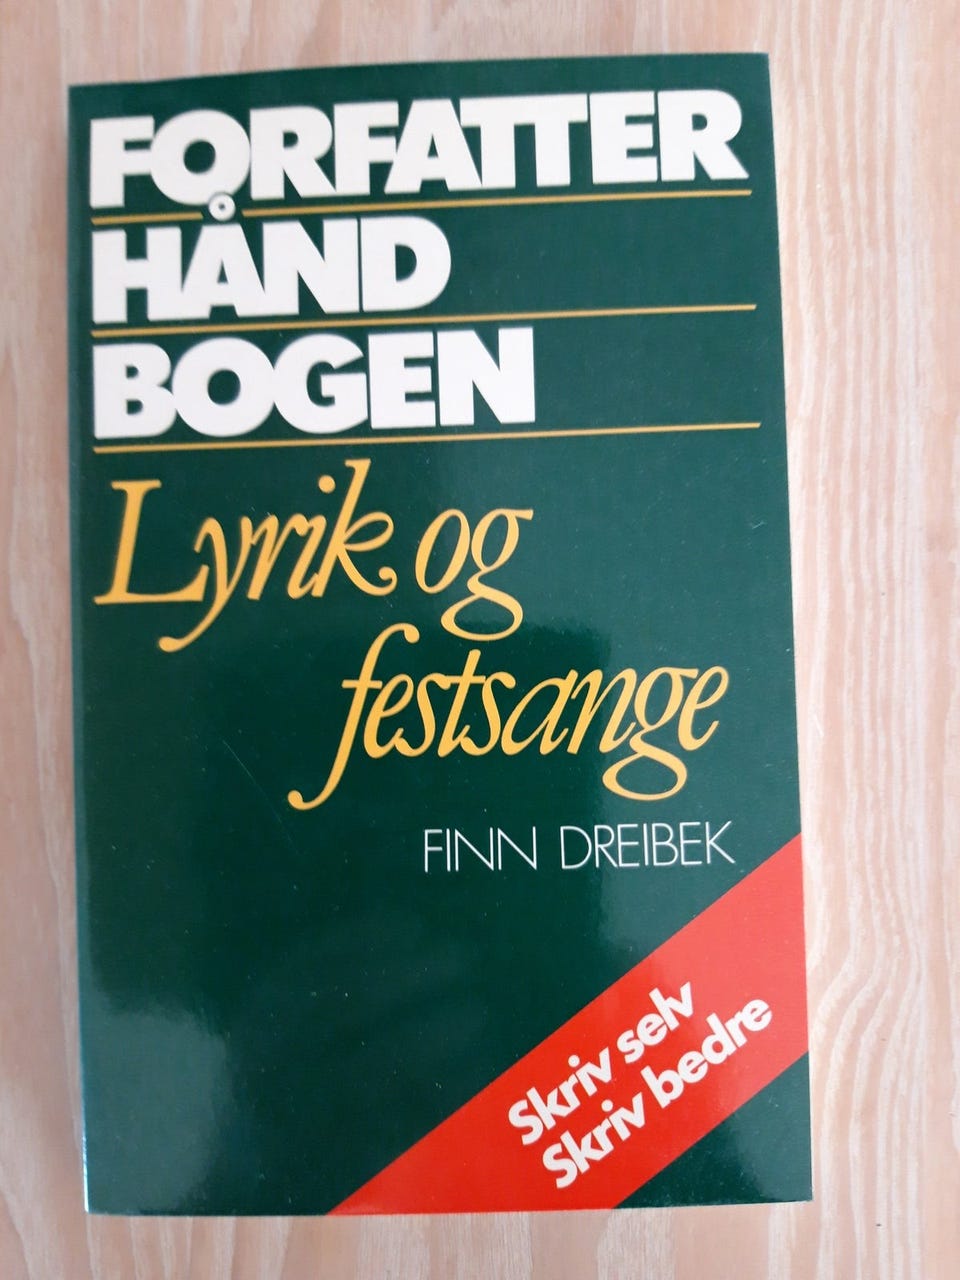 FORFATTER
HÅND
BOGEN
Lyrik og
festsange
FINN DREIBEK
Skriv selv
Skriv bedre